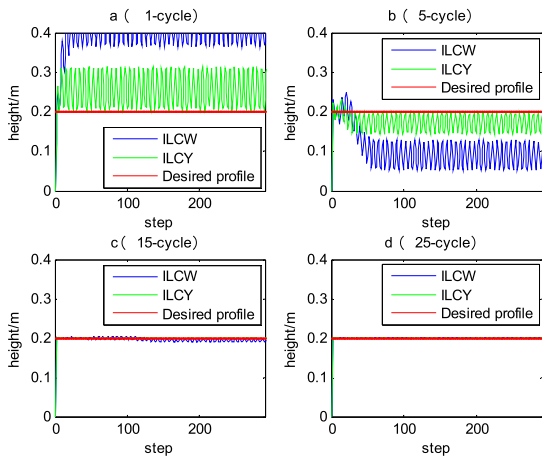 a (   1-cycle)
0.4
0.3
0.2
0.1
0
height/m
ILCW
ILCY
Desired profile
0
100
200
step
b (   5-cycle)
0.4
0.3
0.2
0.1
0
height/m
ILCW
ILCY
Desired profile
0
100
200
step
c (   15-cycle)
0.4
0.3
0.2
0.1
0
height/m
ILCW
ILCY
Desired profile
0
100
200
step
d (   25-cycle)
0.4
0.3
0.2
0.1
0
height/m
ILCW
ILCY
Desired profile
0
100
200
step